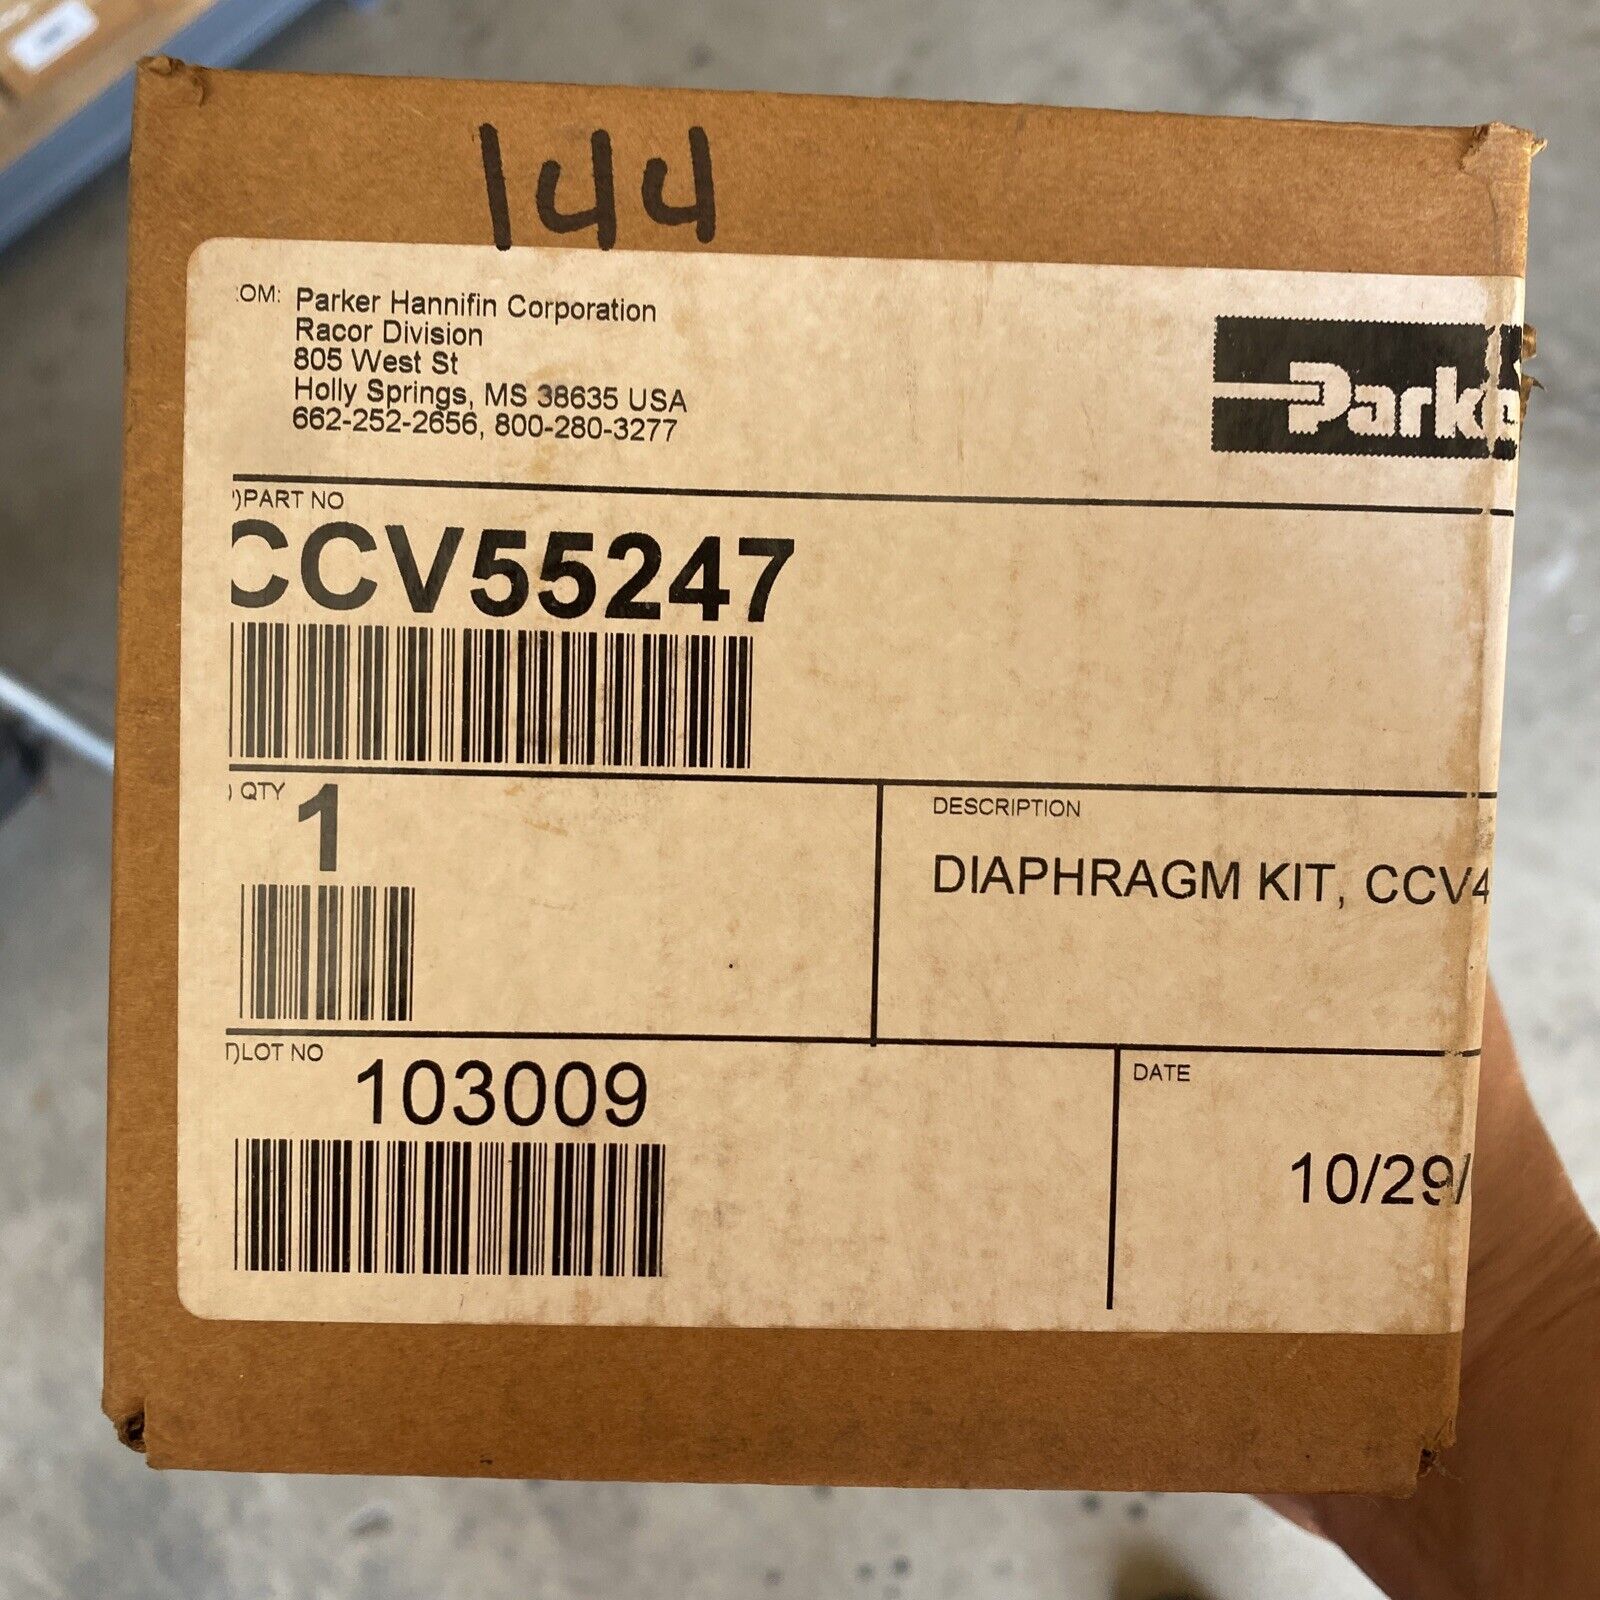 144
OM: Parker Hannifin Corporation
Racor Division
805 West St
Holly Springs, MS 38635 USA
662-252-2656, 800-280-3277
Parke
)PART NO
CCV55247
) QTY 1
DESCRIPTION
DIAPHRAGM KIT, CCV4
)LOT NO 103009
DATE
10/29/